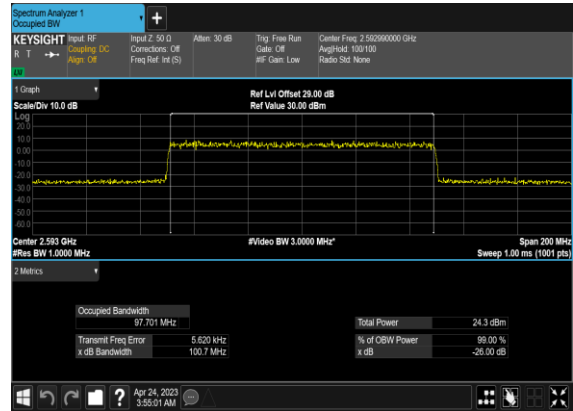 Spectrum Analyzer 1
Occupied BW
+
KEYSIGHT Input: RF Input Z: 50 Ω Atten: 30 dB Trig: Free Run Center Freq: 2.592990000 GHz
R T Coupling: DC Corrections: Off Gate: Off Avg|Hold: 100/100
Align: Off Freq Ref: Int (S) #IF Gain: Low Radio Std: None
1 Graph
Ref Lvl Offset 29.00 dB
Scale/Div 10.0 dB Ref Value 30.00 dBm
Log
20.0
10.0
0.00
-10.0
-20.0
-30.0
-40.0
-50.0
-60.0
Center 2.593 GHz #Video BW 3.0000 MHz* Span 200 MHz
#Res BW 1.0000 MHz Sweep 1.00 ms (1001 pts)
2 Metrics
Occupied Bandwidth
97.701 MHz Total Power 24.3 dBm
Transmit Freq Error 5.620 kHz % of OBW Power 99.00 %
x dB Bandwidth 100.7 MHz x dB -26.00 dB
? Apr 24, 2023
3:55:01 AM